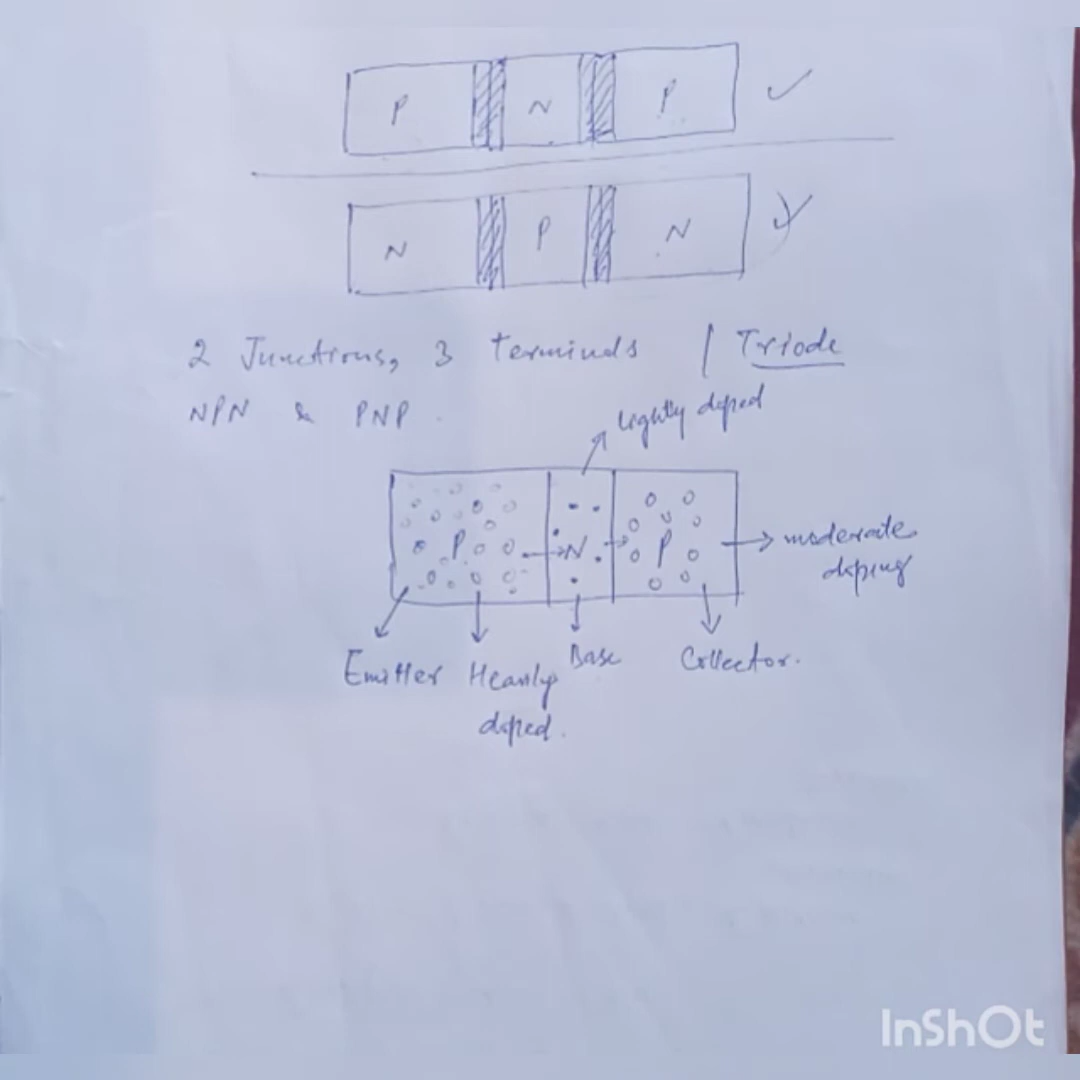 P N P
N P N
2 Junctions, 3 terminals / Triode
NPN & PNP.
lightly doped
P N P
moderate doping
Emitter Heavily doped.
Base
Collector.
InShOt